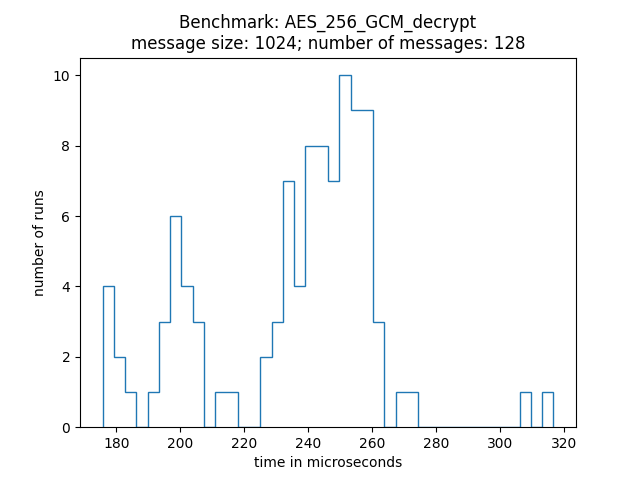 Benchmark: AES_256_GCM_decrypt
message size: 1024; number of messages: 128
10
8
6
4
2
0
number of runs
180 200 220 240 260 280 300 320
time in microseconds